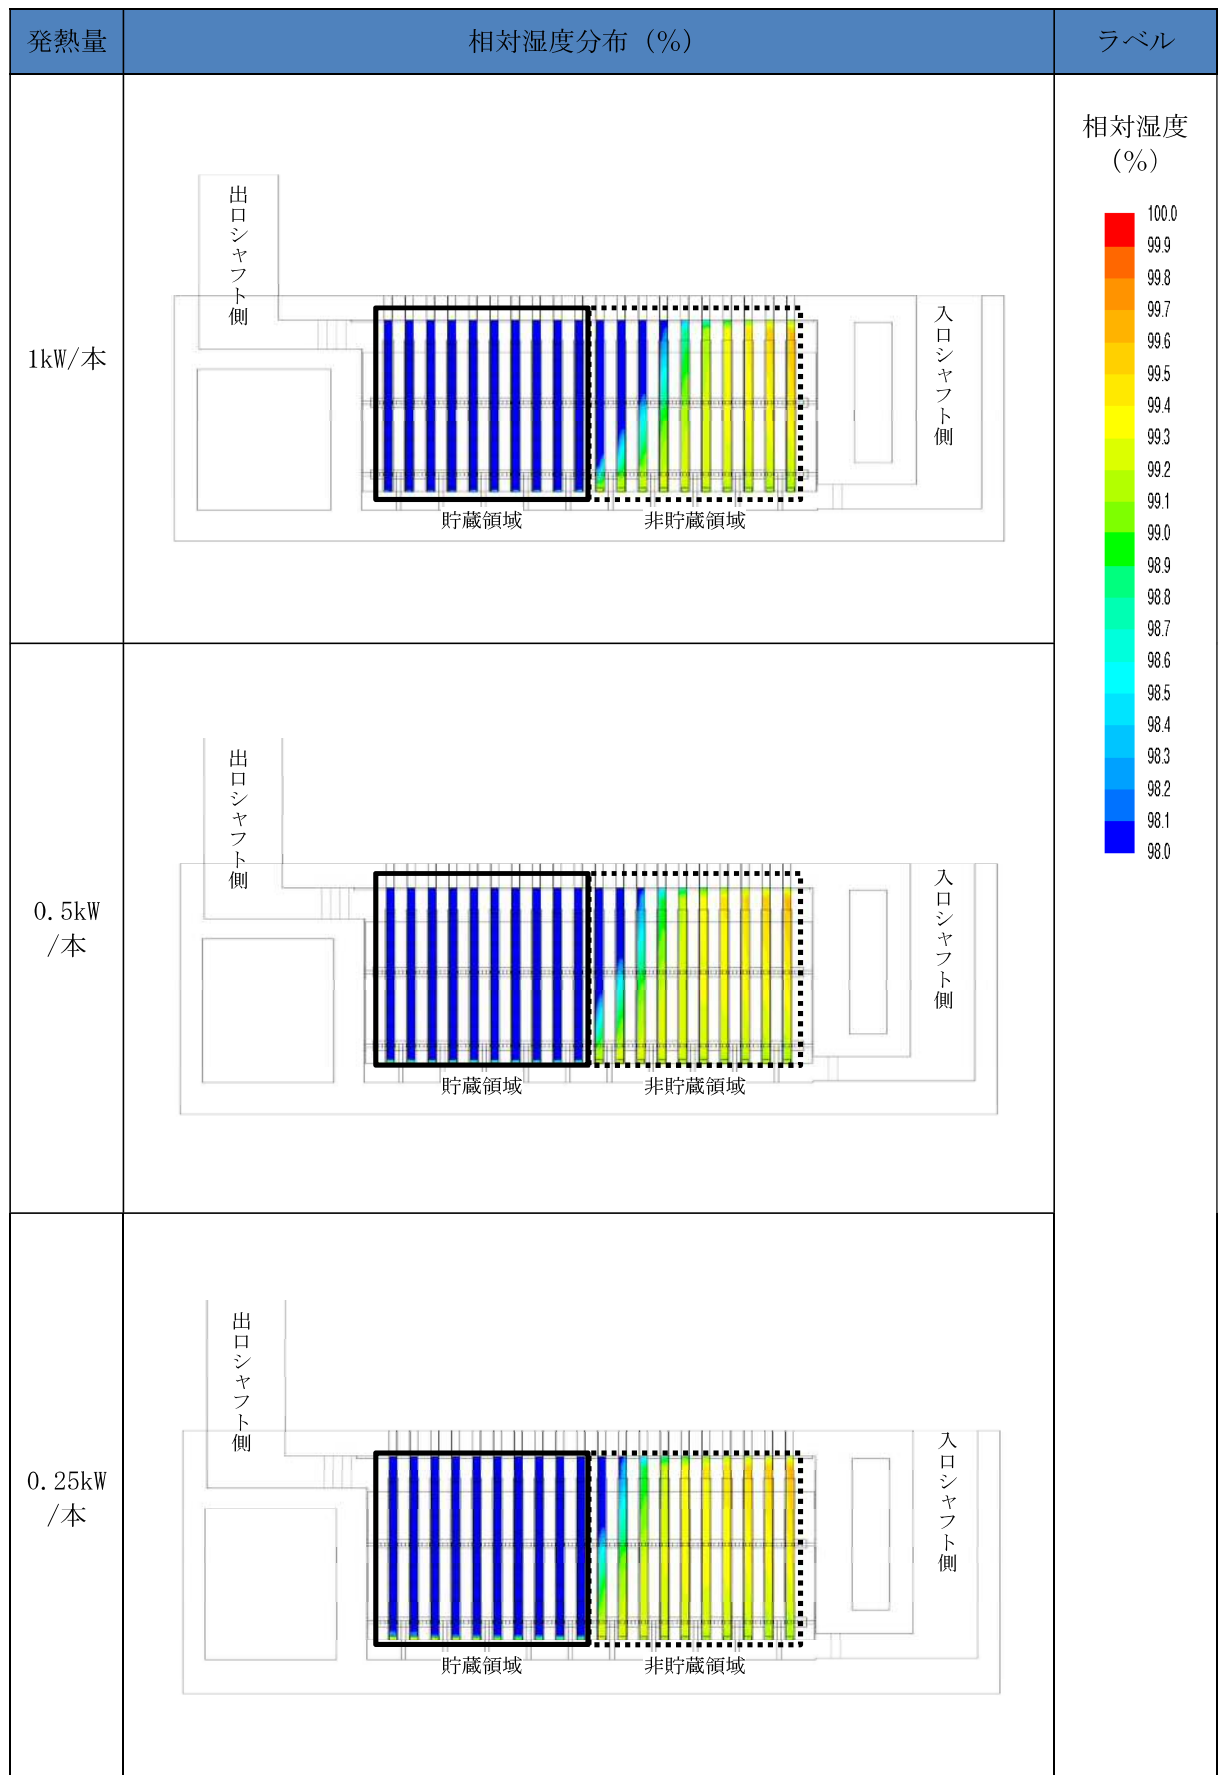 発熱量
相対湿度分布（%）
ラベル
1kW/本
出口シャフト側
入口シャフト側
貯蔵領域
非貯蔵領域
相対湿度
（%）
100.0
99.9
99.8
99.7
99.6
99.5
99.4
99.3
99.2
99.1
99.0
98.9
98.8
98.7
98.6
98.5
98.4
98.3
98.2
98.1
98.0
0.5kW
/本
出口シャフト側
入口シャフト側
貯蔵領域
非貯蔵領域
0.25kW
/本
出口シャフト側
入口シャフト側
貯蔵領域
非貯蔵領域